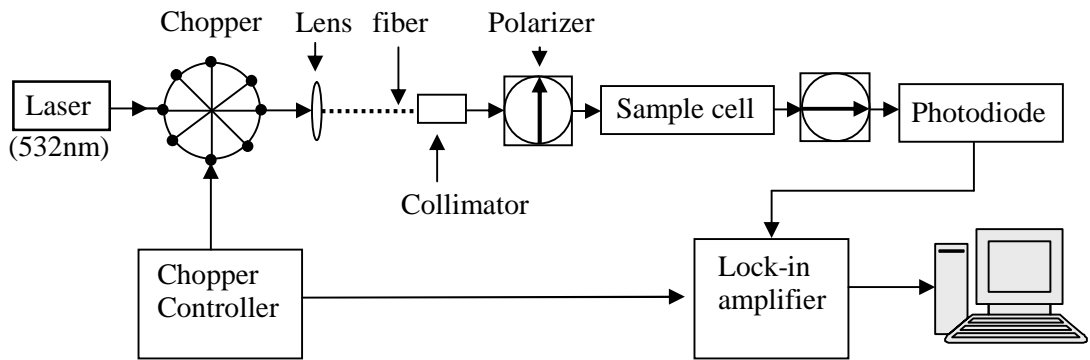 Chopper
Lens
fiber
Polarizer
Laser
(532nm)
Sample cell
Photodiode
Collimator
Chopper
Controller
Lock-in
amplifier